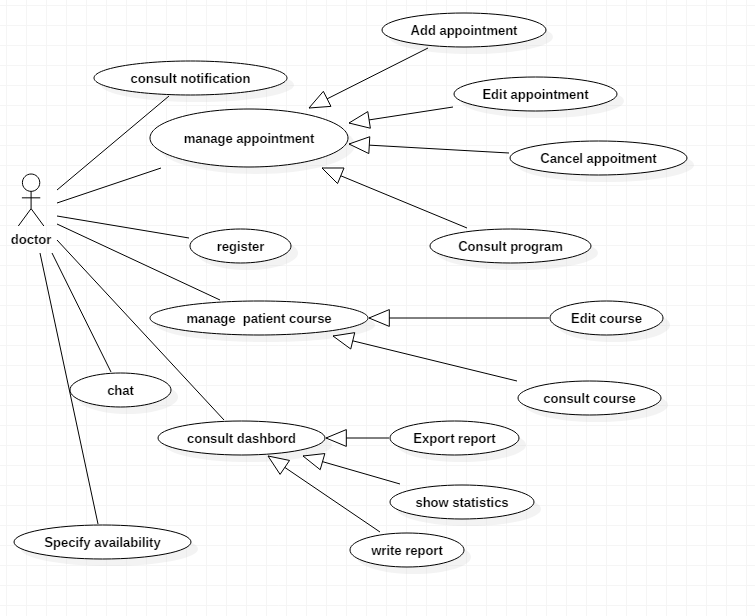 Add appointment
consult notification
Edit appointment
manage appointment
Cancel appoitment
doctor
register
Consult program
manage  patient course
Edit course
chat
consult course
consult dashbord
Export report
show statistics
Specify availability
write report